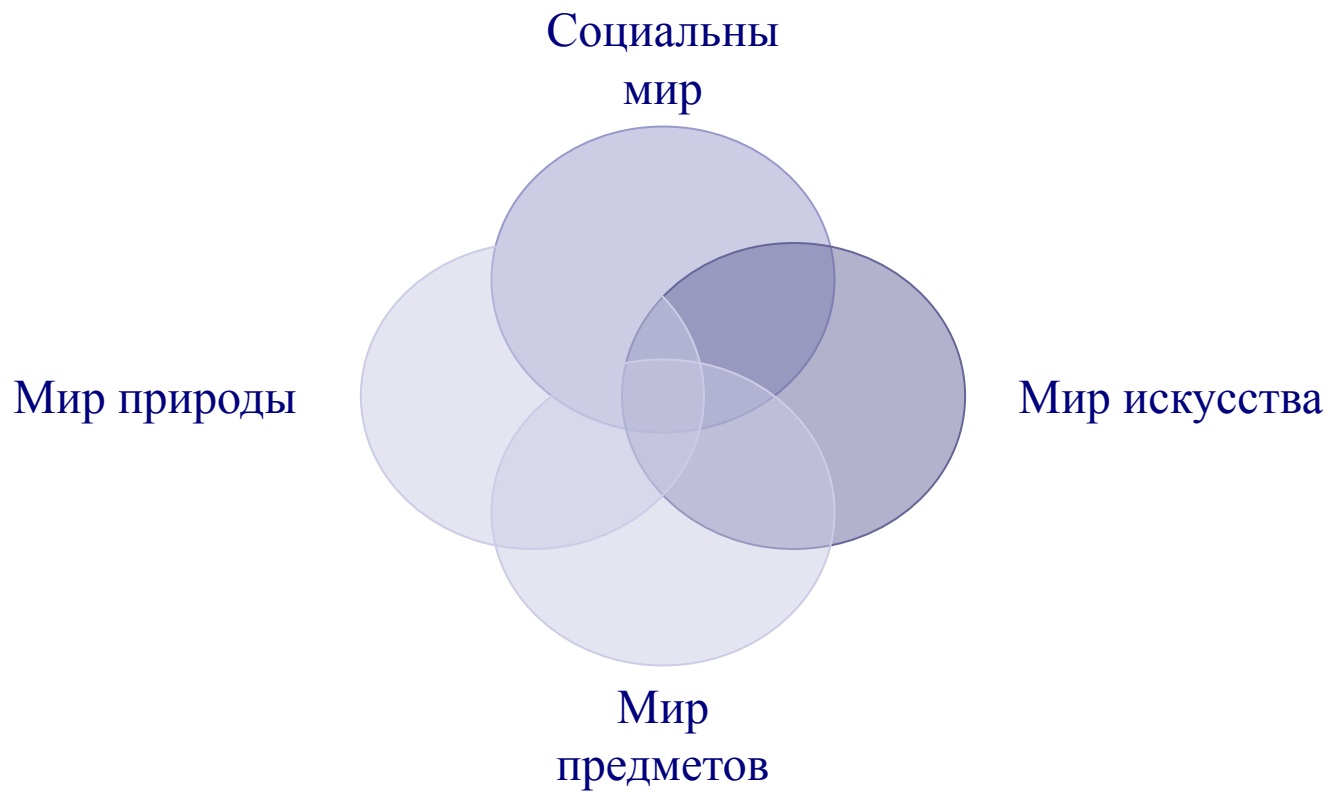 Социальны
мир
Мир природы
Мир искусства
Мир
предметов